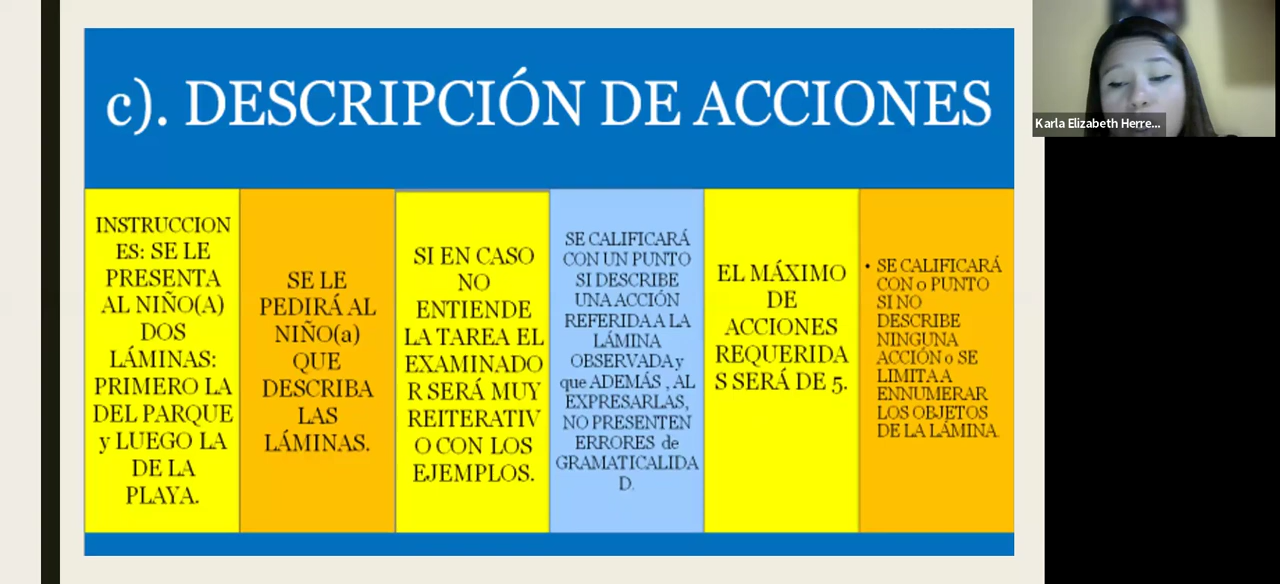 c). DESCRIPCIÓN DE ACCIONES
INSTRUCCION
ES: SE LE
PRESENTA
AL NIÑO(A)
DOS
LÁMINAS:
PRIMERO LA
DEL PARQUE
y LUEGO LA
DE LA
PLAYA.
SE LE
PEDIRÁ AL
NIÑO(a)
QUE
DESCRIBA
LAS
LÁMINAS.
SI EN CASO
NO
ENTIENDE
LA TAREA EL
EXAMINADO
R SERÁ MUY
REITERATIV
O CON LOS
EJEMPLOS.
SE CALIFICARÁ
CON UN PUNTO
SI DESCRIBE
UNA ACCIÓN
REFERIDA A LA
LÁMINA
OBSERVADA y
que ADEMÁS , AL
EXPRESARLAS,
NO PRESENTEN
ERRORES de
GRAMATICALIDA
D.
EL MÁXIMO
DE
ACCIONES
REQUERIDA
S SERÁ DE 5.
• SE CALIFICARÁ
CON 0 PUNTO
SI NO
DESCRIBE
NINGUNA
ACCIÓN o SE
LIMITA A
ENNUMERAR
LOS OBJETOS
DE LA LÁMINA.
Karla Elizabeth Herre...